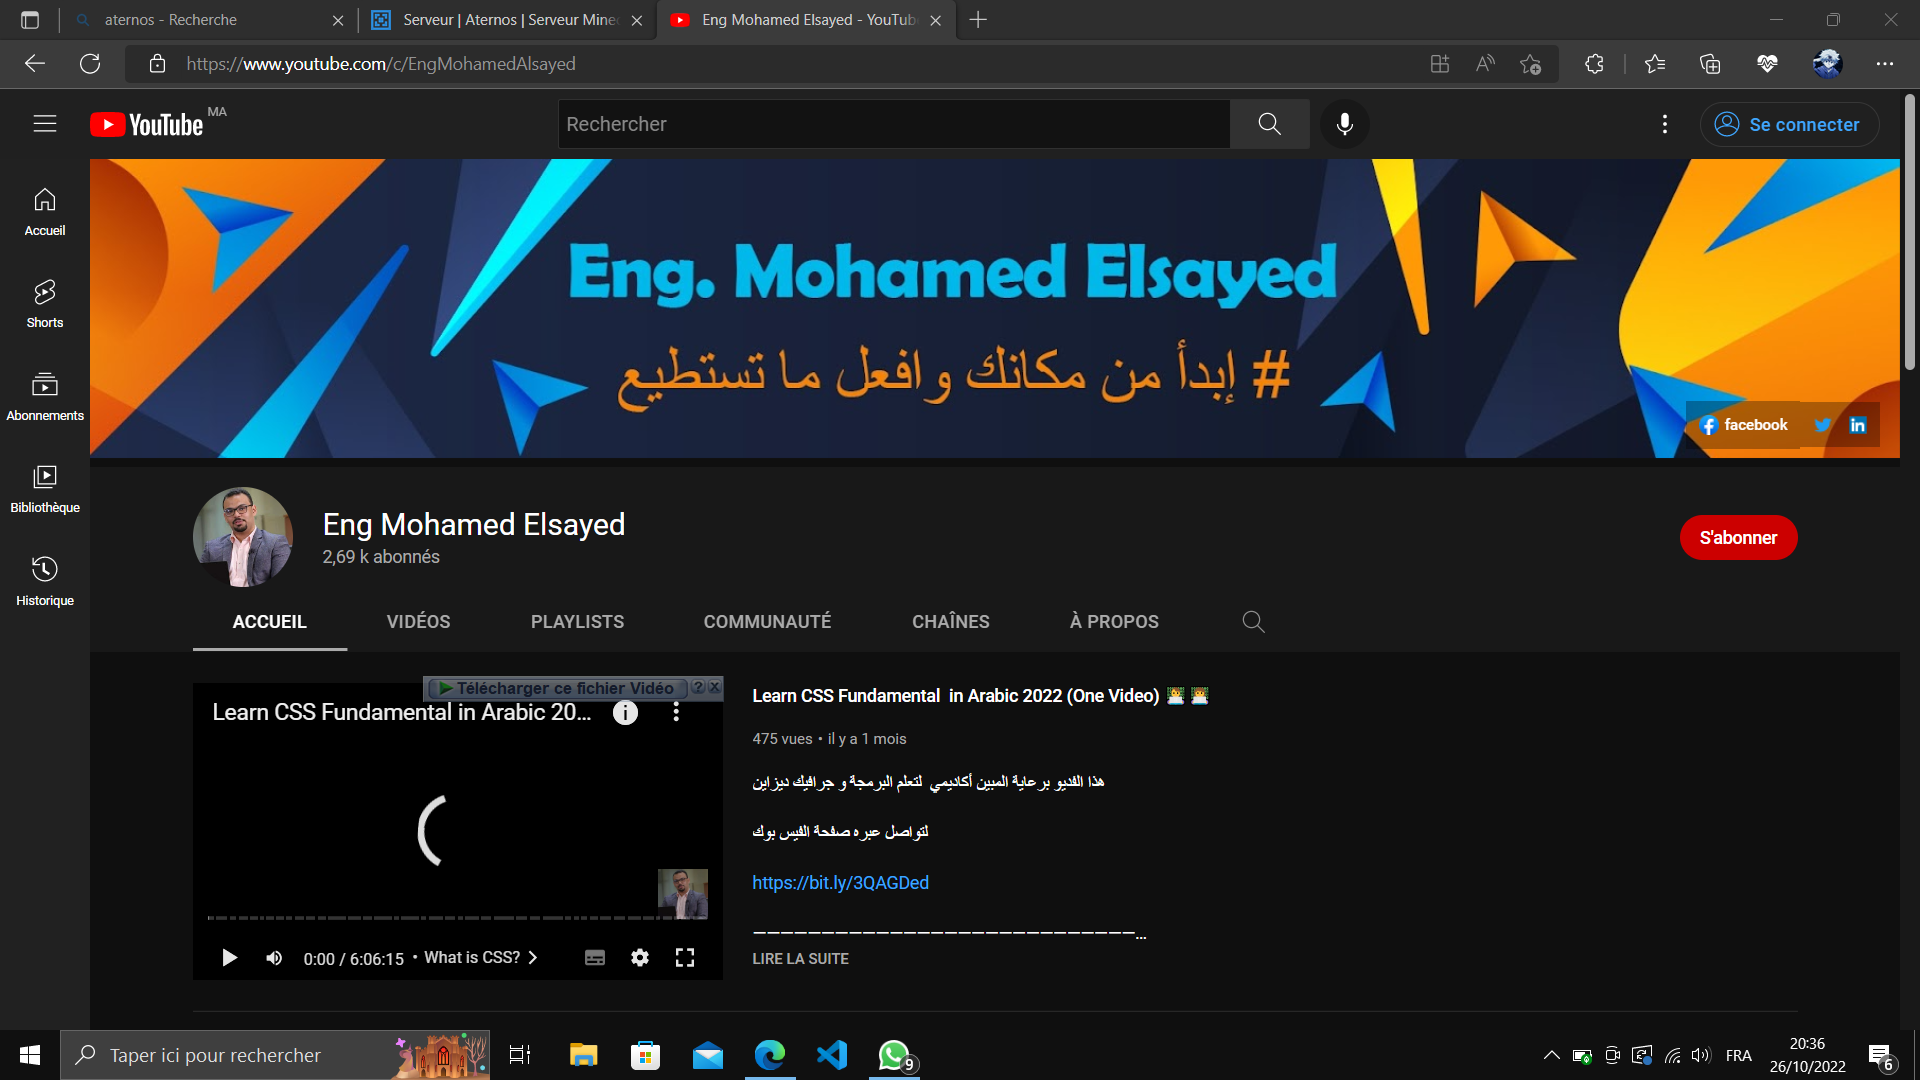 aternos - Recherche
Serveur | Aternos | Serveur Minec
Eng Mohamed Elsayed - YouTub
https://www.youtube.com/c/EngMohamedAlsayed
YouTube MA
Rechercher
Se connecter
Accueil
Shorts
Abonnements
Bibliothèque
Historique
Eng. Mohamed Elsayed
# إبدأ من مكانك و افعل ما تستطيع
facebook
Eng Mohamed Elsayed
2,69 k abonnés
S'abonner
ACCUEIL VIDÉOS PLAYLISTS COMMUNAUTÉ CHAÎNES À PROPOS
Télécharger ce fichier Vidéo
Learn CSS Fundamental in Arabic 20...
0:00 / 6:06:15 • What is CSS?
Learn CSS Fundamental in Arabic 2022 (One Video) 👨‍🏫 👨‍💻
475 vues • il y a 1 mois
هذا الفديو برعاية المبين أكاديمي لتعلم البرمجة و جرافيك ديزاين
لتواصل عبره صفحة الفيس بوك
https://bit.ly/3QAGDed
————————————————————————————...
LIRE LA SUITE
Taper ici pour rechercher
9
FRA
20:36
26/10/2022
6